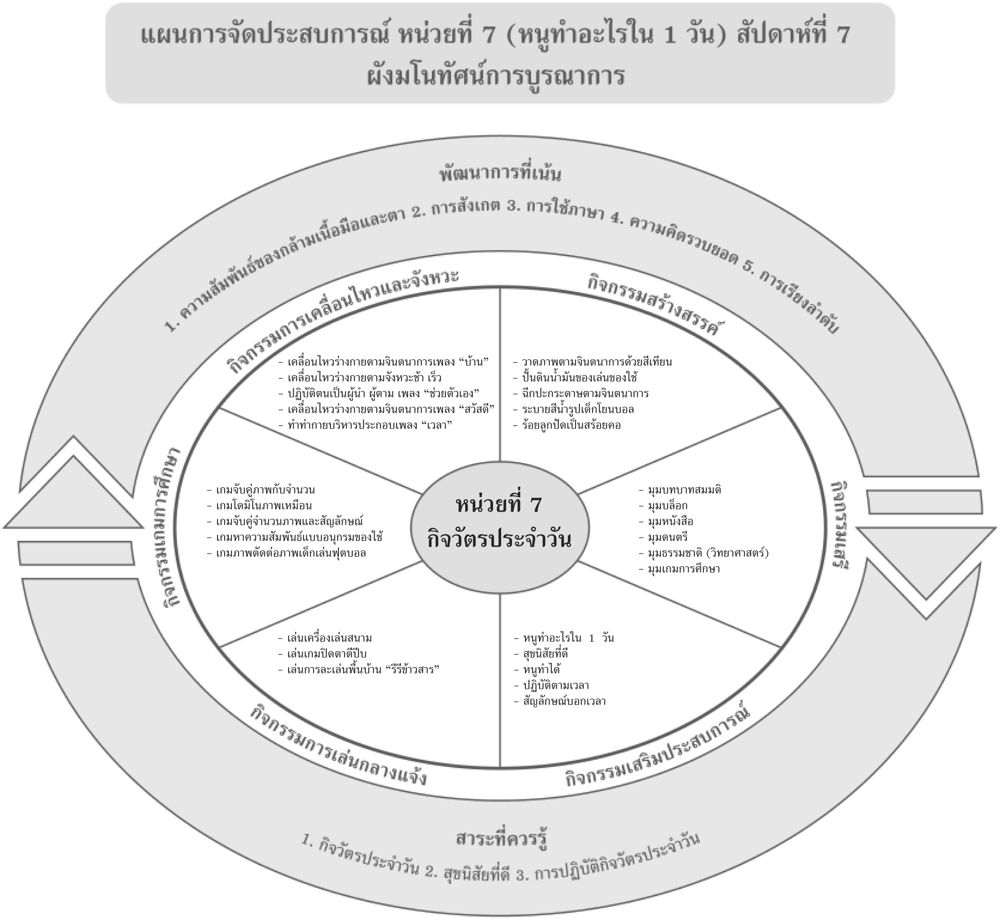 แผนการจัดประสบการณ์ หน่วยที่ 7 (หนูทำอะไรใน 1 วัน) สัปดาห์ที่ 7
ผังมโนทัศน์การบูรณาการ
พัฒนาการที่เน้น
1. ความสัมพันธ์ของกล้ามเนื้อมือและตา 2. การสังเกต 3. การใช้ภาษา 4. ความคิดรวบยอด 5. การเรียงลำดับ
กิจกรรมการเคลื่อนไหวและจังหวะ
- เคลื่อนไหวร่างกายตามจินตนาการเพลง “บ้าน”
- เคลื่อนไหวร่างกายตามจังหวะช้า เร็ว
- ปฏิบัติตนเป็นผู้นำ ผู้ตาม เพลง “ช่วยตัวเอง”
- เคลื่อนไหวร่างกายตามจินตนาการเพลง “สวัสดี”
- ทำท่ากายบริหารประกอบเพลง “เวลา”
กิจกรรมสร้างสรรค์
- วาดภาพตามจินตนาการด้วยสีเทียน
- ปั้นดินน้ำมันของเล่นของใช้
- ฉีกปะกระดาษตามจินตนาการ
- ระบายสีน้ำรูปเด็กโยนบอล
- ร้อยลูกปัดเป็นสร้อยคอ
กิจกรรมเกมการศึกษา
- เกมจับคู่ภาพกับจำนวน
- เกมโดมิโนภาพเหมือน
- เกมจับคู่จำนวนภาพและสัญลักษณ์
- เกมหาความสัมพันธ์แบบอนุกรมของใช้
- เกมภาพตัดต่อภาพเด็กเล่นฟุตบอล
หน่วยที่ 7
กิจวัตรประจำวัน
กิจกรรมเสรี
- มุมบทบาทสมมติ
- มุมบล็อก
- มุมหนังสือ
- มุมดนตรี
- มุมธรรมชาติ (วิทยาศาสตร์)
- มุมเกมการศึกษา
- เล่นเครื่องเล่นสนาม
- เล่นเกมปิดตาตีปีบ
- เล่นการละเล่นพื้นบ้าน “รีรีข้าวสาร”
กิจกรรมการเล่นกลางแจ้ง
- หนูทำอะไรใน 1 วัน
- สุขนิสัยที่ดี
- หนูทำได้
- ปฏิบัติตามเวลา
- สัญลักษณ์บอกเวลา
กิจกรรมเสริมประสบการณ์
สาระที่ควรรู้
1. กิจวัตรประจำวัน 2. สุขนิสัยที่ดี 3. การปฏิบัติกิจวัตรประจำวัน